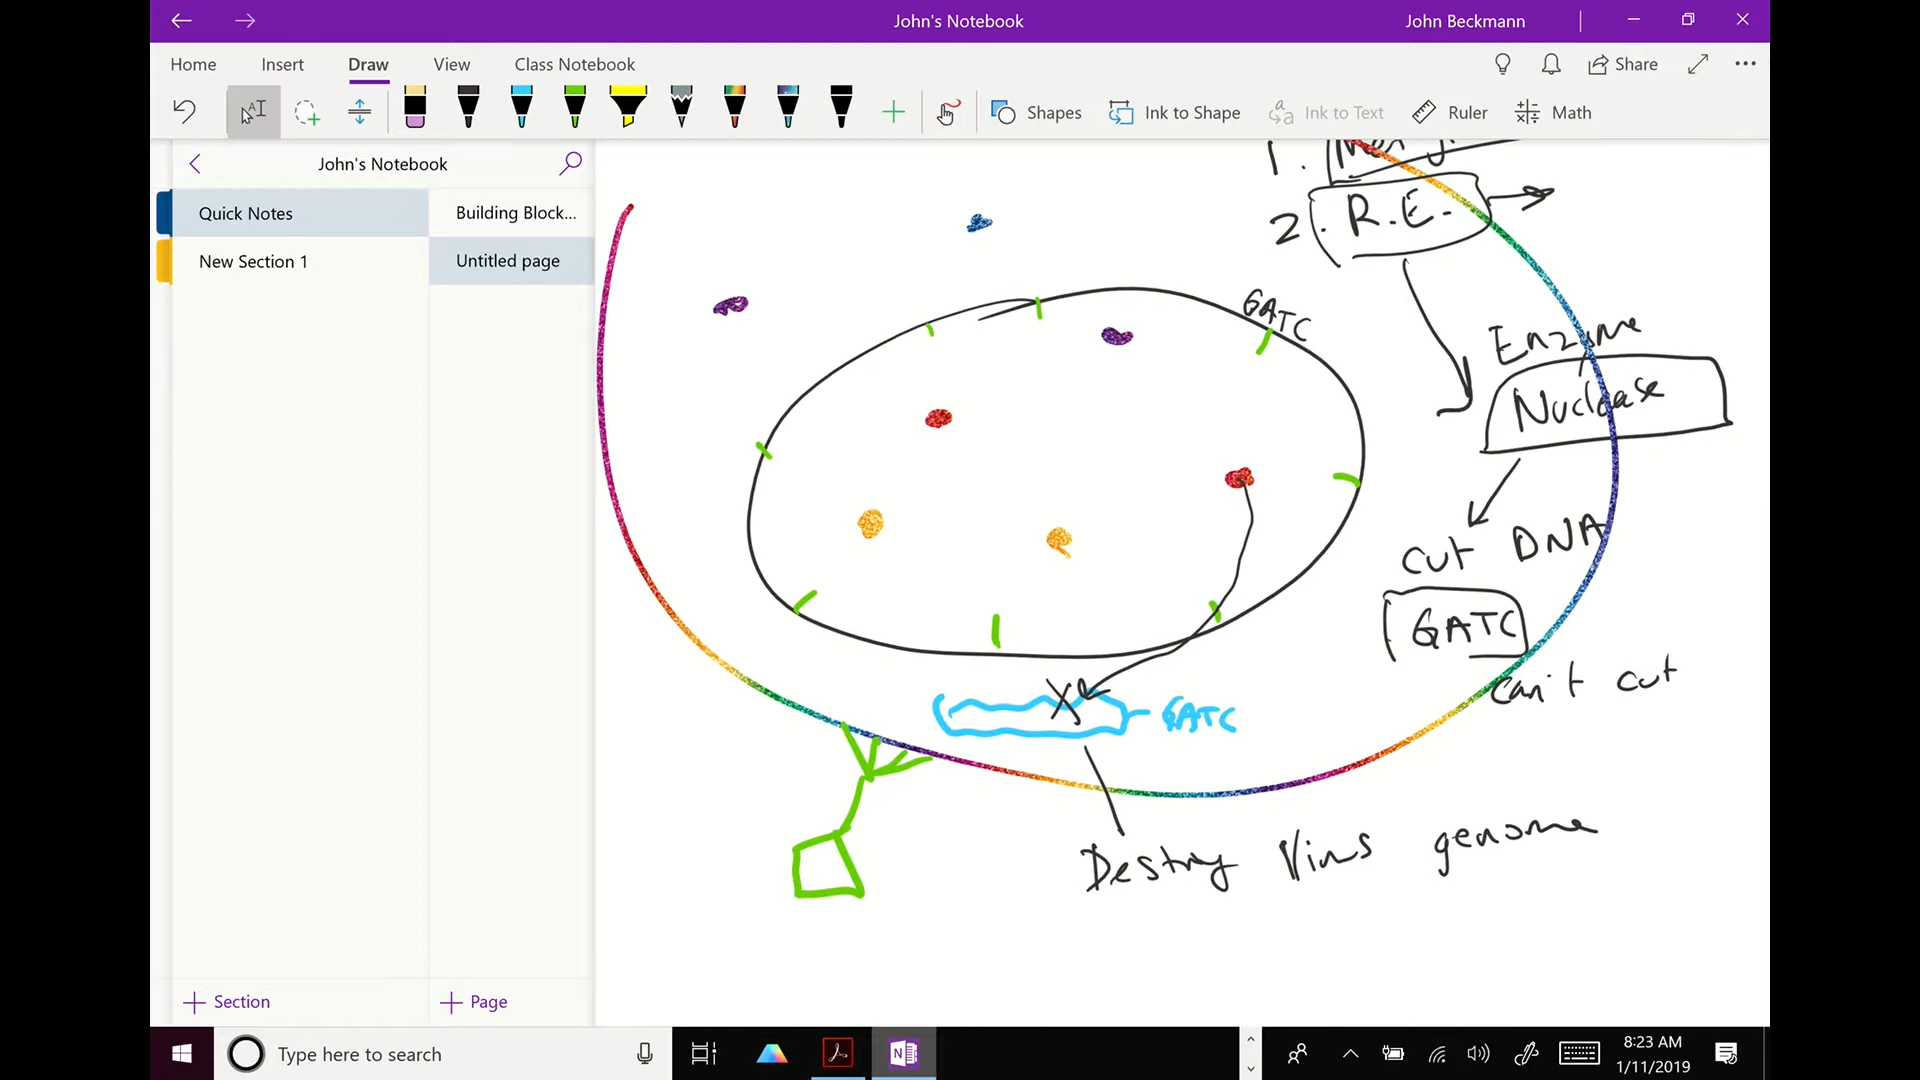 John's Notebook
John Beckmann
Home Insert Draw View Class Notebook
Share
Shapes Ink to Shape Ink to Text Ruler Math
John's Notebook
Quick Notes
New Section 1
Building Block...
Untitled page
1.
2. R.E.
GATC
Enzyme
Nuclease
cut DNA
GATC
can't cut
GATC
Destroy Virus genome
Section
Page
Type here to search
8:23 AM
1/11/2019